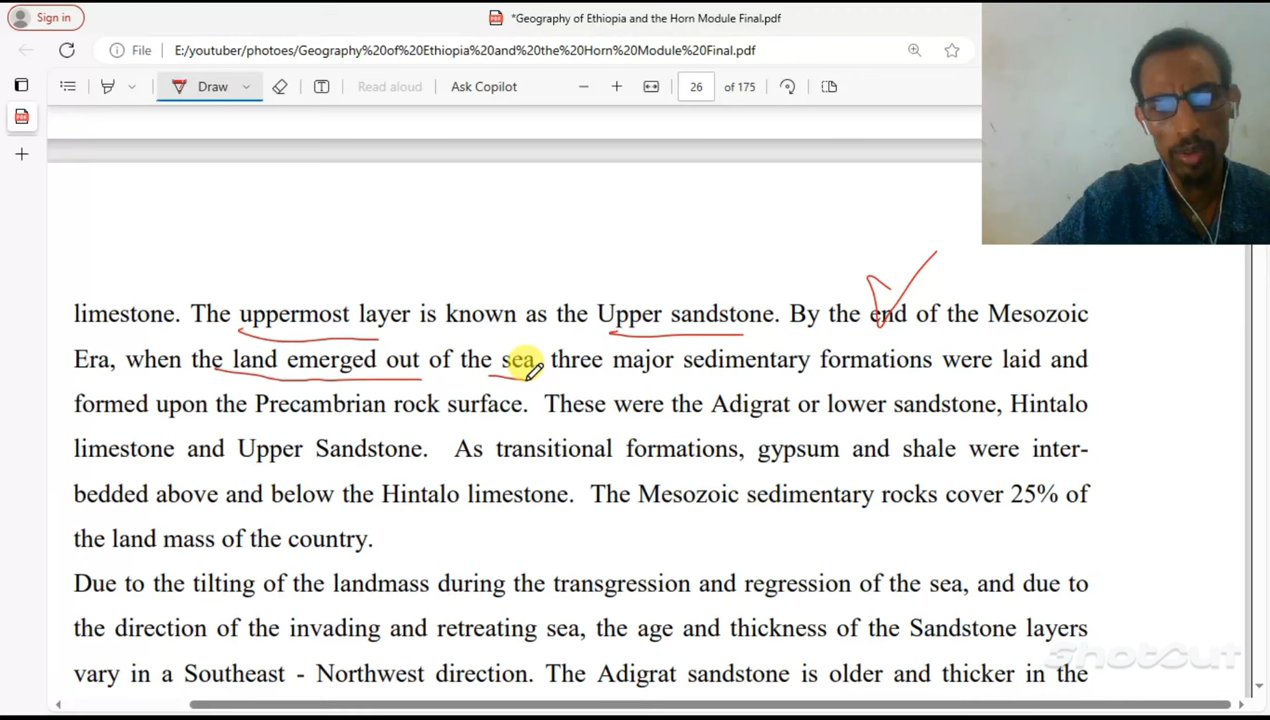 Sign in
*Geography of Ethiopia and the Horn Module Final.pdf
File
E:/youtuber/photoes/Geography%20of%20Ethiopia%20and%20the%20Horn%20Module%20Final.pdf
Draw
Read aloud
Ask Copilot
26 of 175
limestone. The uppermost layer is known as the Upper sandstone. By the end of the Mesozoic
Era, when the land emerged out of the sea, three major sedimentary formations were laid and
formed upon the Precambrian rock surface. These were the Adigrat or lower sandstone, Hintalo
limestone and Upper Sandstone. As transitional formations, gypsum and shale were inter-
bedded above and below the Hintalo limestone. The Mesozoic sedimentary rocks cover 25% of
the land mass of the country.
Due to the tilting of the landmass during the transgression and regression of the sea, and due to
the direction of the invading and retreating sea, the age and thickness of the Sandstone layers
vary in a Southeast - Northwest direction. The Adigrat sandstone is older and thicker in the
shotcut